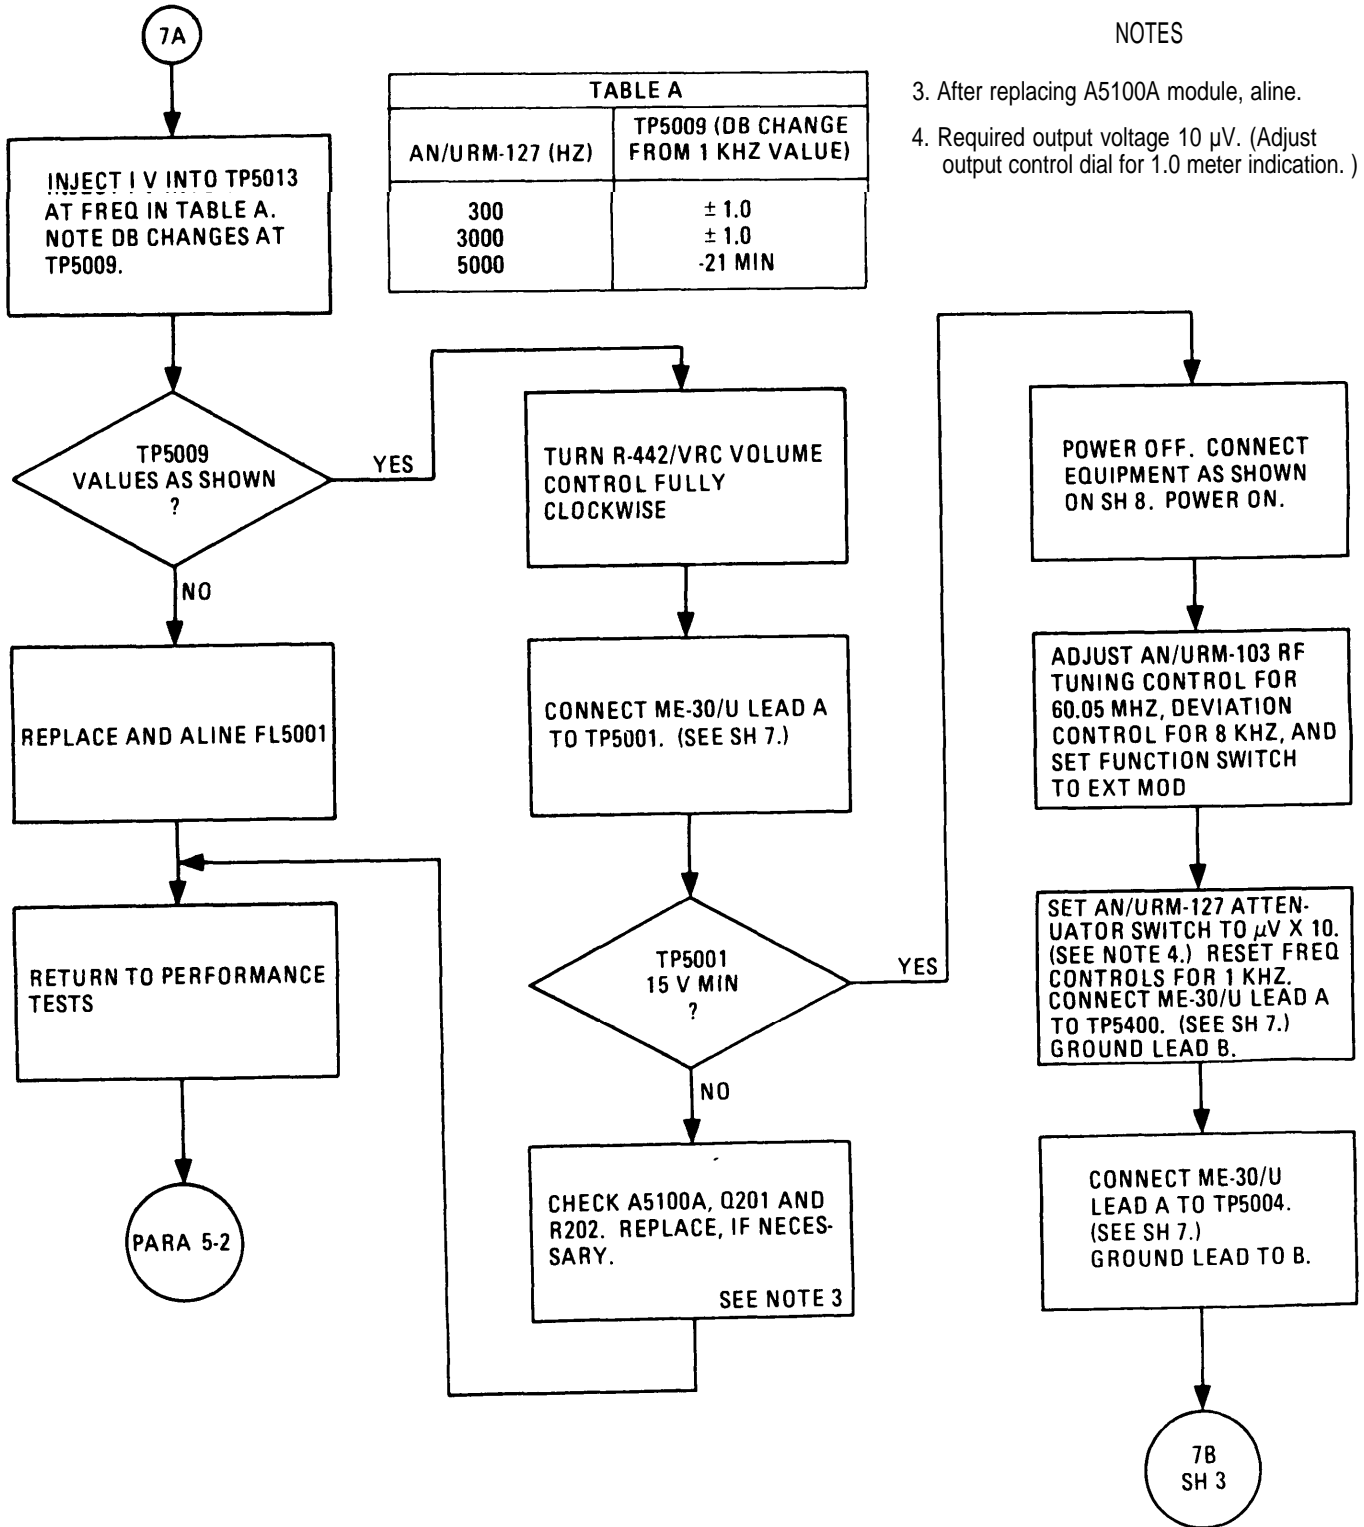 7A
INJECT I V INTO TP5013
AT FREQ IN TABLE A.
NOTE DB CHANGES AT
TP5009.
TABLE A
AN/URM-127 (HZ)
TP5009 (DB CHANGE
FROM 1 KHZ VALUE)
300 ± 1.0
3000 ± 1.0
5000 -21 MIN
NOTES
3. After replacing A5100A module, aline.
4. Required output voltage 10 µV. (Adjust
output control dial for 1.0 meter indication. )
TP5009
VALUES AS SHOWN
?
YES
NO
REPLACE AND ALINE FL5001
RETURN TO PERFORMANCE
TESTS
PARA 5-2
TURN R-442/VRC VOLUME
CONTROL FULLY
CLOCKWISE
CONNECT ME-30/U LEAD A
TO TP5001. (SEE SH 7.)
TP5001
15 V MIN
?
YES
NO
CHECK A5100A, Q201 AND
R202. REPLACE, IF NECES-
SARY.
SEE NOTE 3
POWER OFF. CONNECT
EQUIPMENT AS SHOWN
ON SH 8. POWER ON.
ADJUST AN/URM-103 RF
TUNING CONTROL FOR
60.05 MHZ, DEVIATION
CONTROL FOR 8 KHZ, AND
SET FUNCTION SWITCH
TO EXT MOD
SET AN/URM-127 ATTEN-
UATOR SWITCH TO µV X 10.
(SEE NOTE 4.) RESET FREQ
CONTROLS FOR 1 KHZ.
CONNECT ME-30/U LEAD A
TO TP5400. (SEE SH 7.)
GROUND LEAD B.
CONNECT ME-30/U
LEAD A TO TP5004.
(SEE SH 7.)
GROUND LEAD TO B.
7B
SH 3